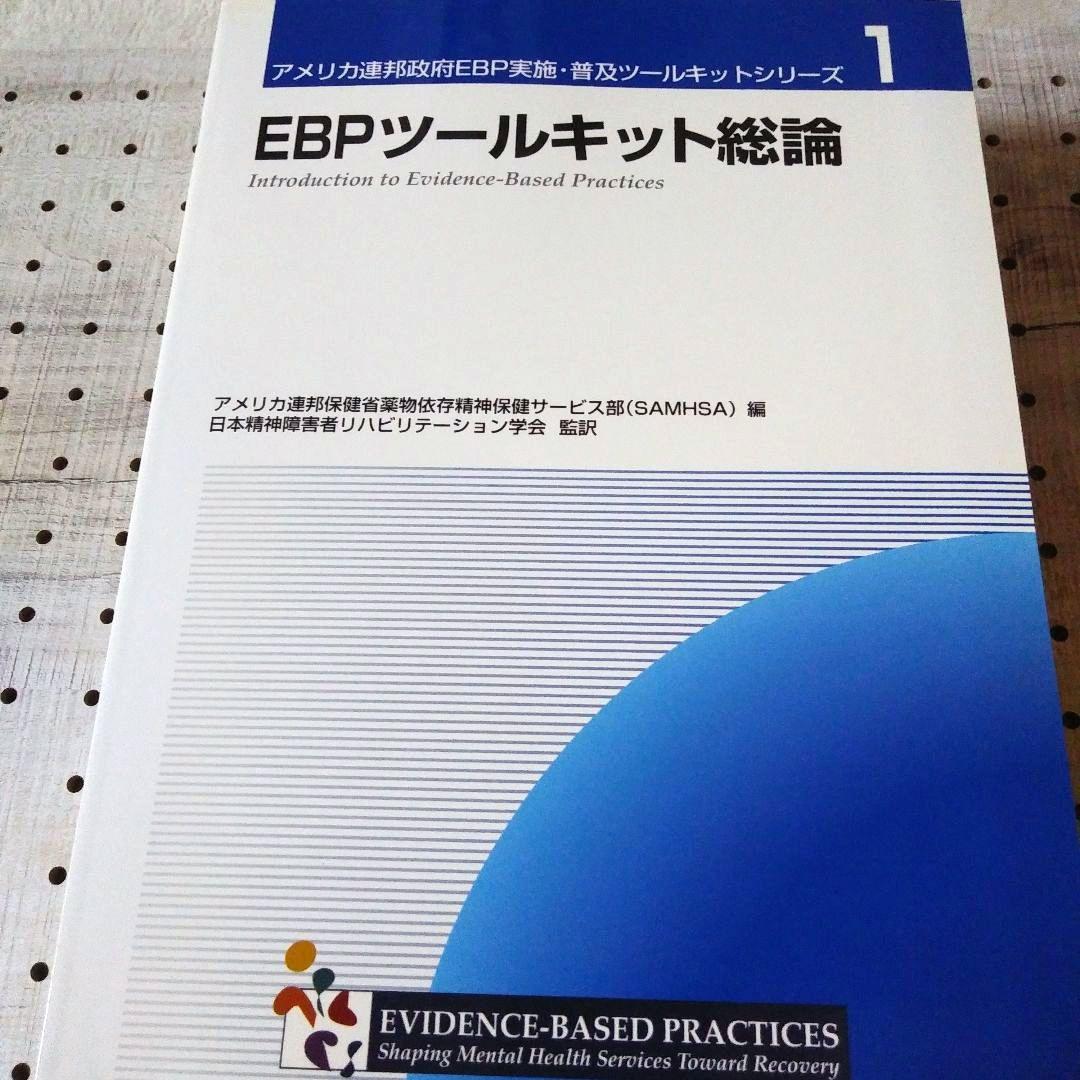 アメリカ連邦政府EBP実施・普及ツールキットシリーズ 1
EBPツールキット総論
Introduction to Evidence-Based Practices
アメリカ連邦保健省薬物依存精神保健サービス部(SAMHSA) 編
日本精神障害者リハビリテーション学会 監訳
EVIDENCE-BASED PRACTICES
Shaping Mental Health Services Toward Recovery